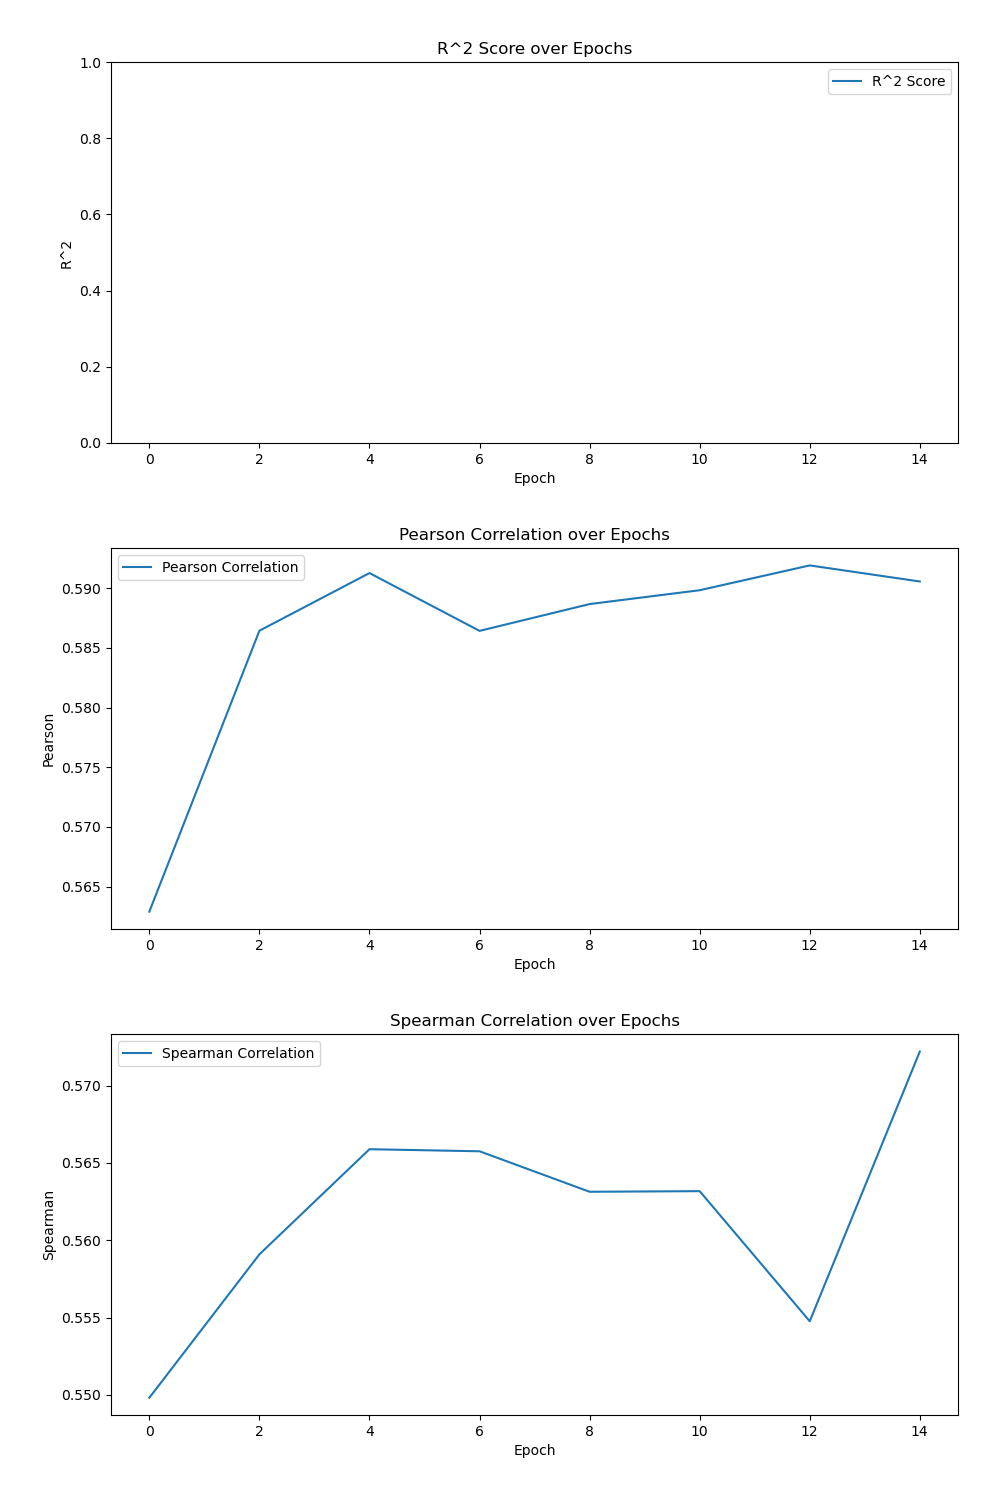 R^2 Score over Epochs
R^2 Score
1.0
0.8
0.6
0.4
0.2
0.0
R^2
0 2 4 6 8 10 12 14
Epoch
Pearson Correlation over Epochs
Pearson Correlation
0.590
0.585
0.580
0.575
0.570
0.565
Pearson
0 2 4 6 8 10 12 14
Epoch
Spearman Correlation over Epochs
Spearman Correlation
0.570
0.565
0.560
0.555
0.550
Spearman
0 2 4 6 8 10 12 14
Epoch